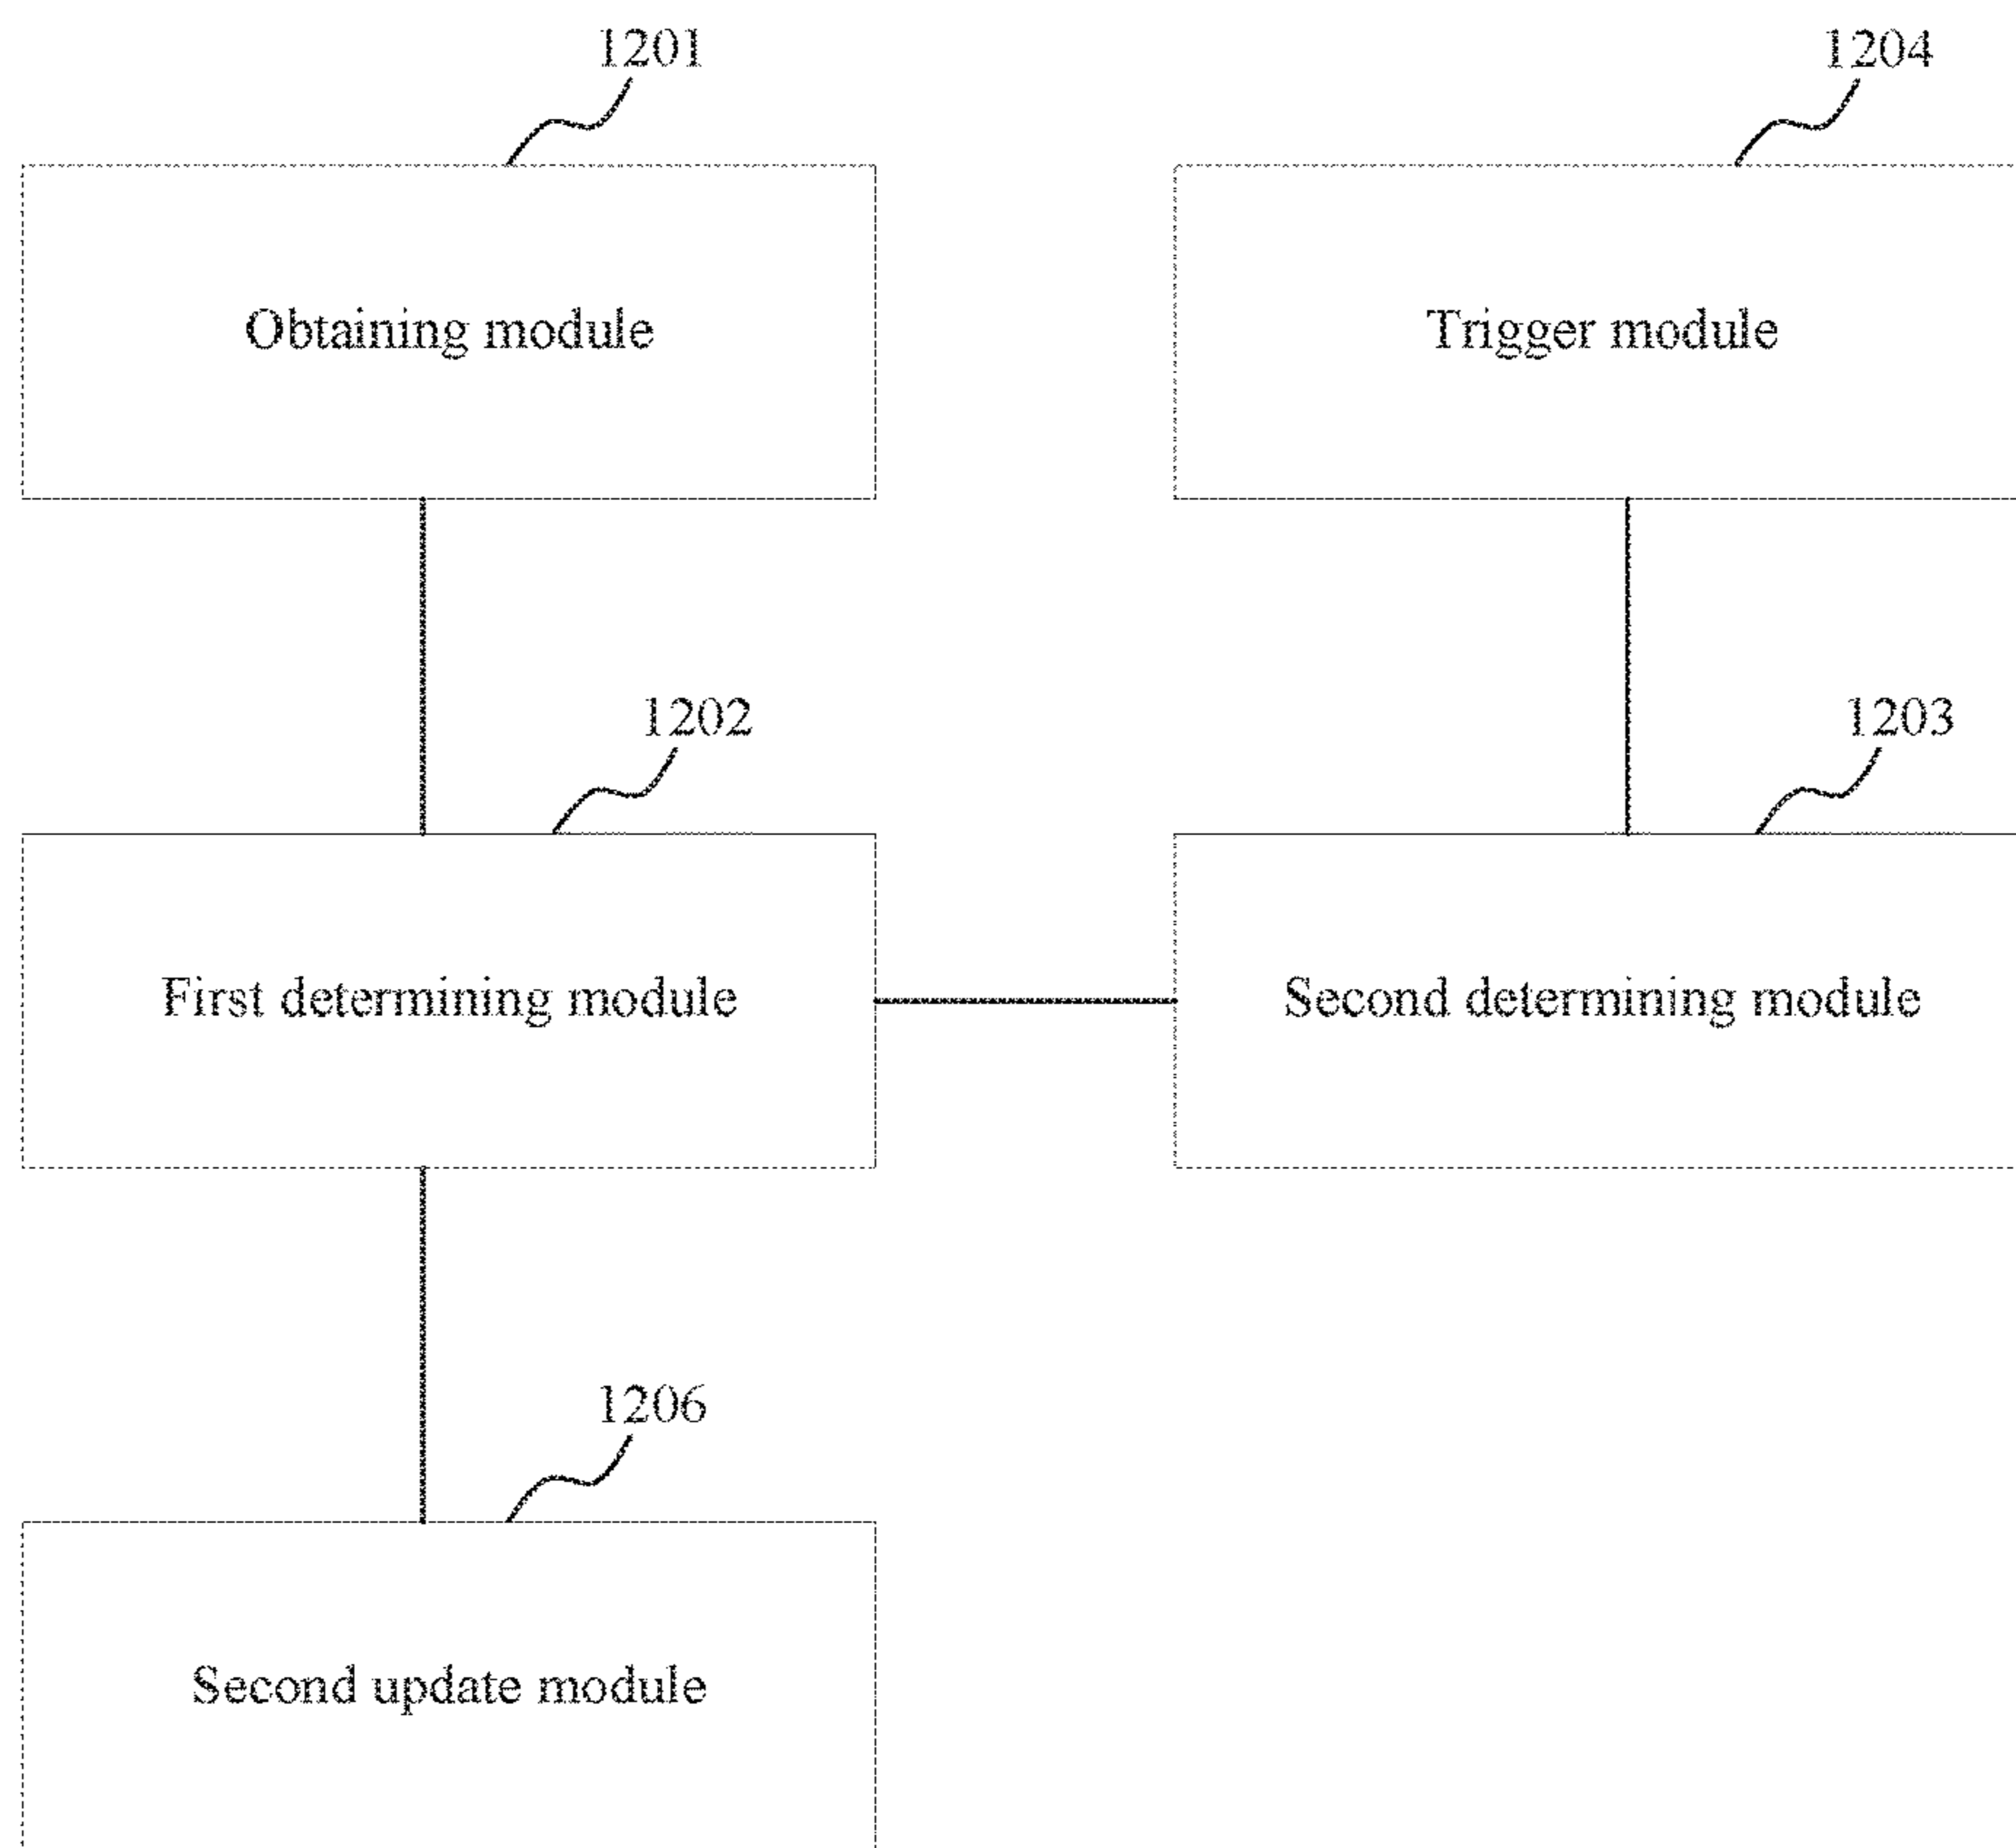 1201
1204
Obtaining module
Trigger module
1202
1203
First determining module
Second determining module
1206
Second update module